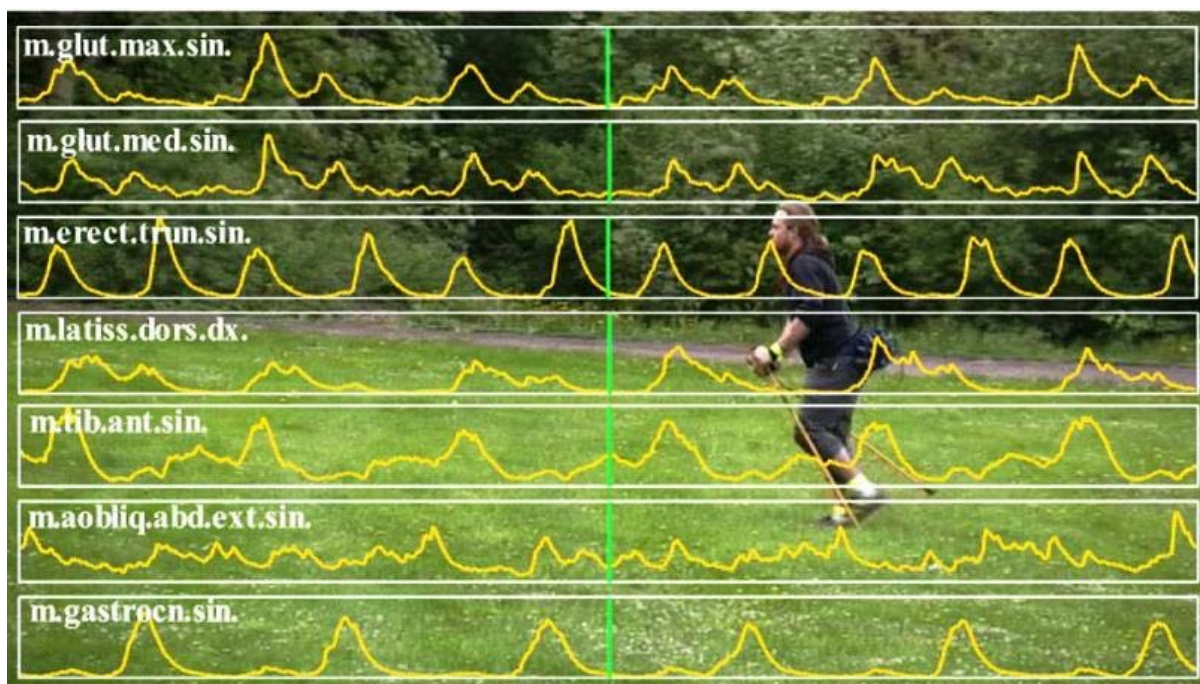 m.glut.max.sin.
m.glut.med.sin.
m.erect.trun.sin.
m.latiss.dors.dx.
m.tib.ant.sin.
m.aobliq.abd.ext.sin.
m.gastrocn.sin.